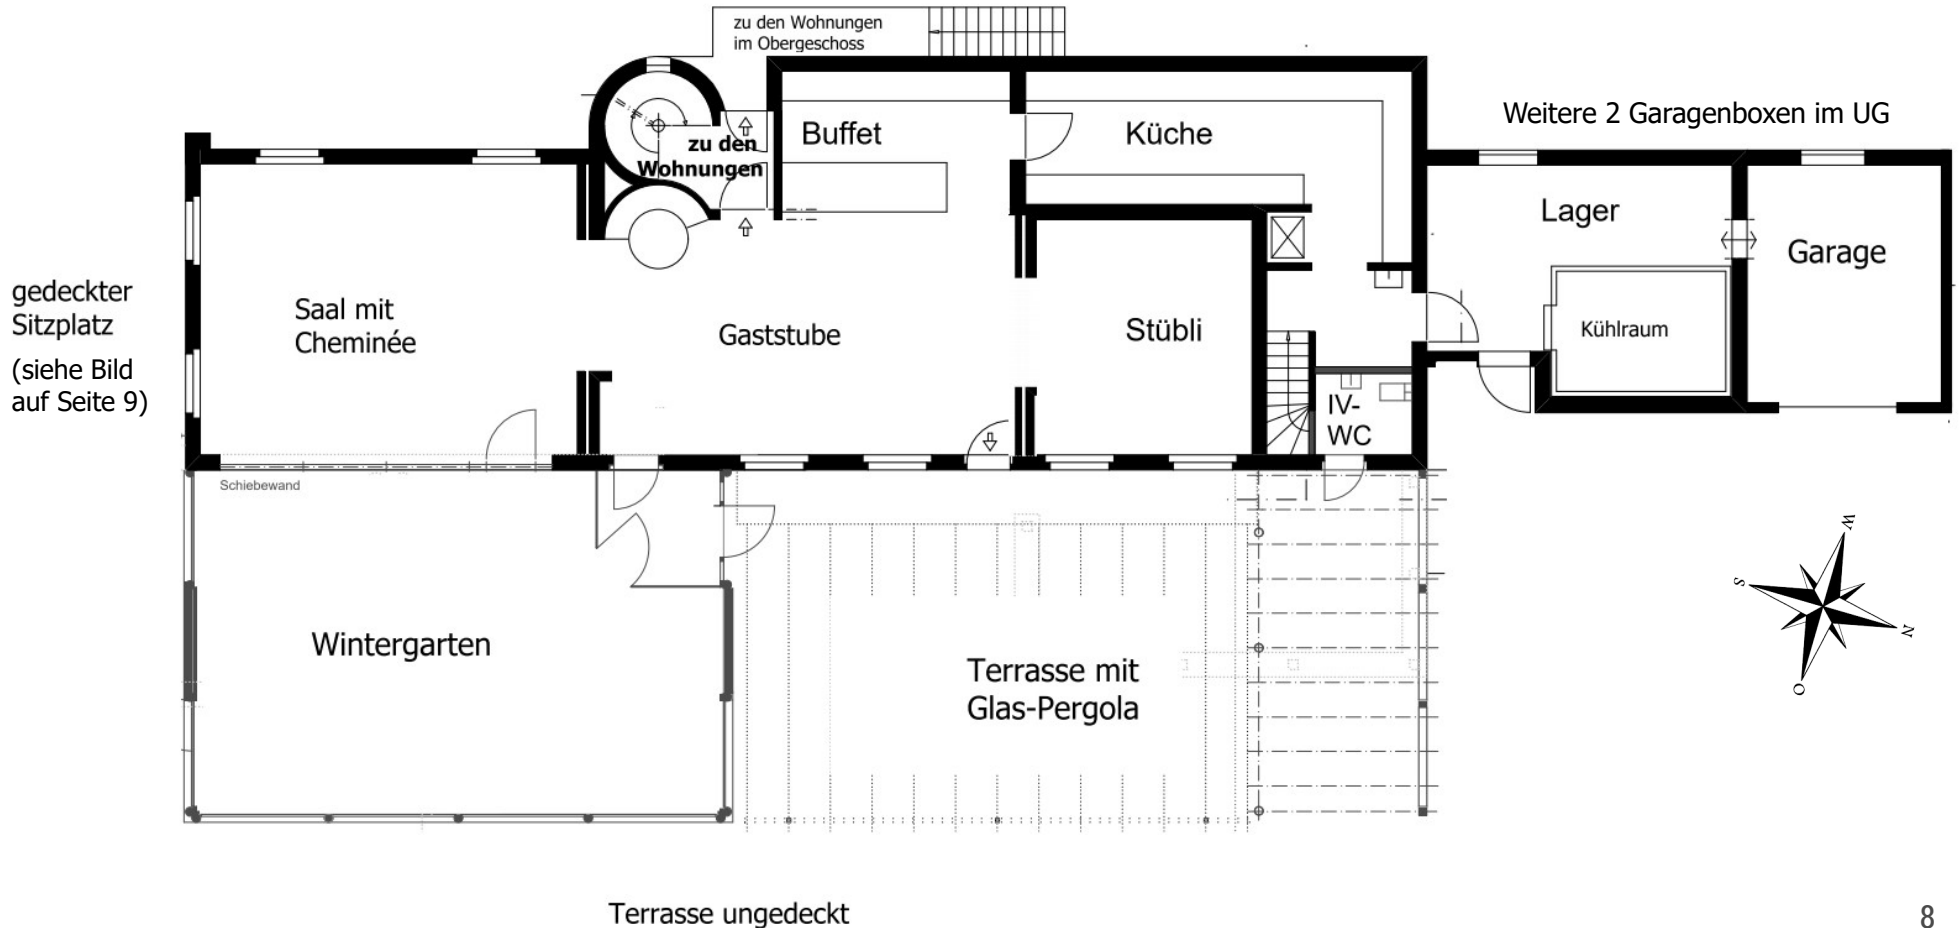 zu den Wohnungen
im Obergeschoss
Weitere 2 Garagenboxen im UG
Buffet
Küche
zu den
Wohnungen
Lager
Garage
gedeckter
Sitzplatz
(siehe Bild
auf Seite 9)
Saal mit
Cheminée
Gaststube
Stübli
Kühlraum
IV-
WC
Schiebewand
Wintergarten
Terrasse mit
Glas-Pergola
W
S
N
O
Terrasse ungedeckt
8